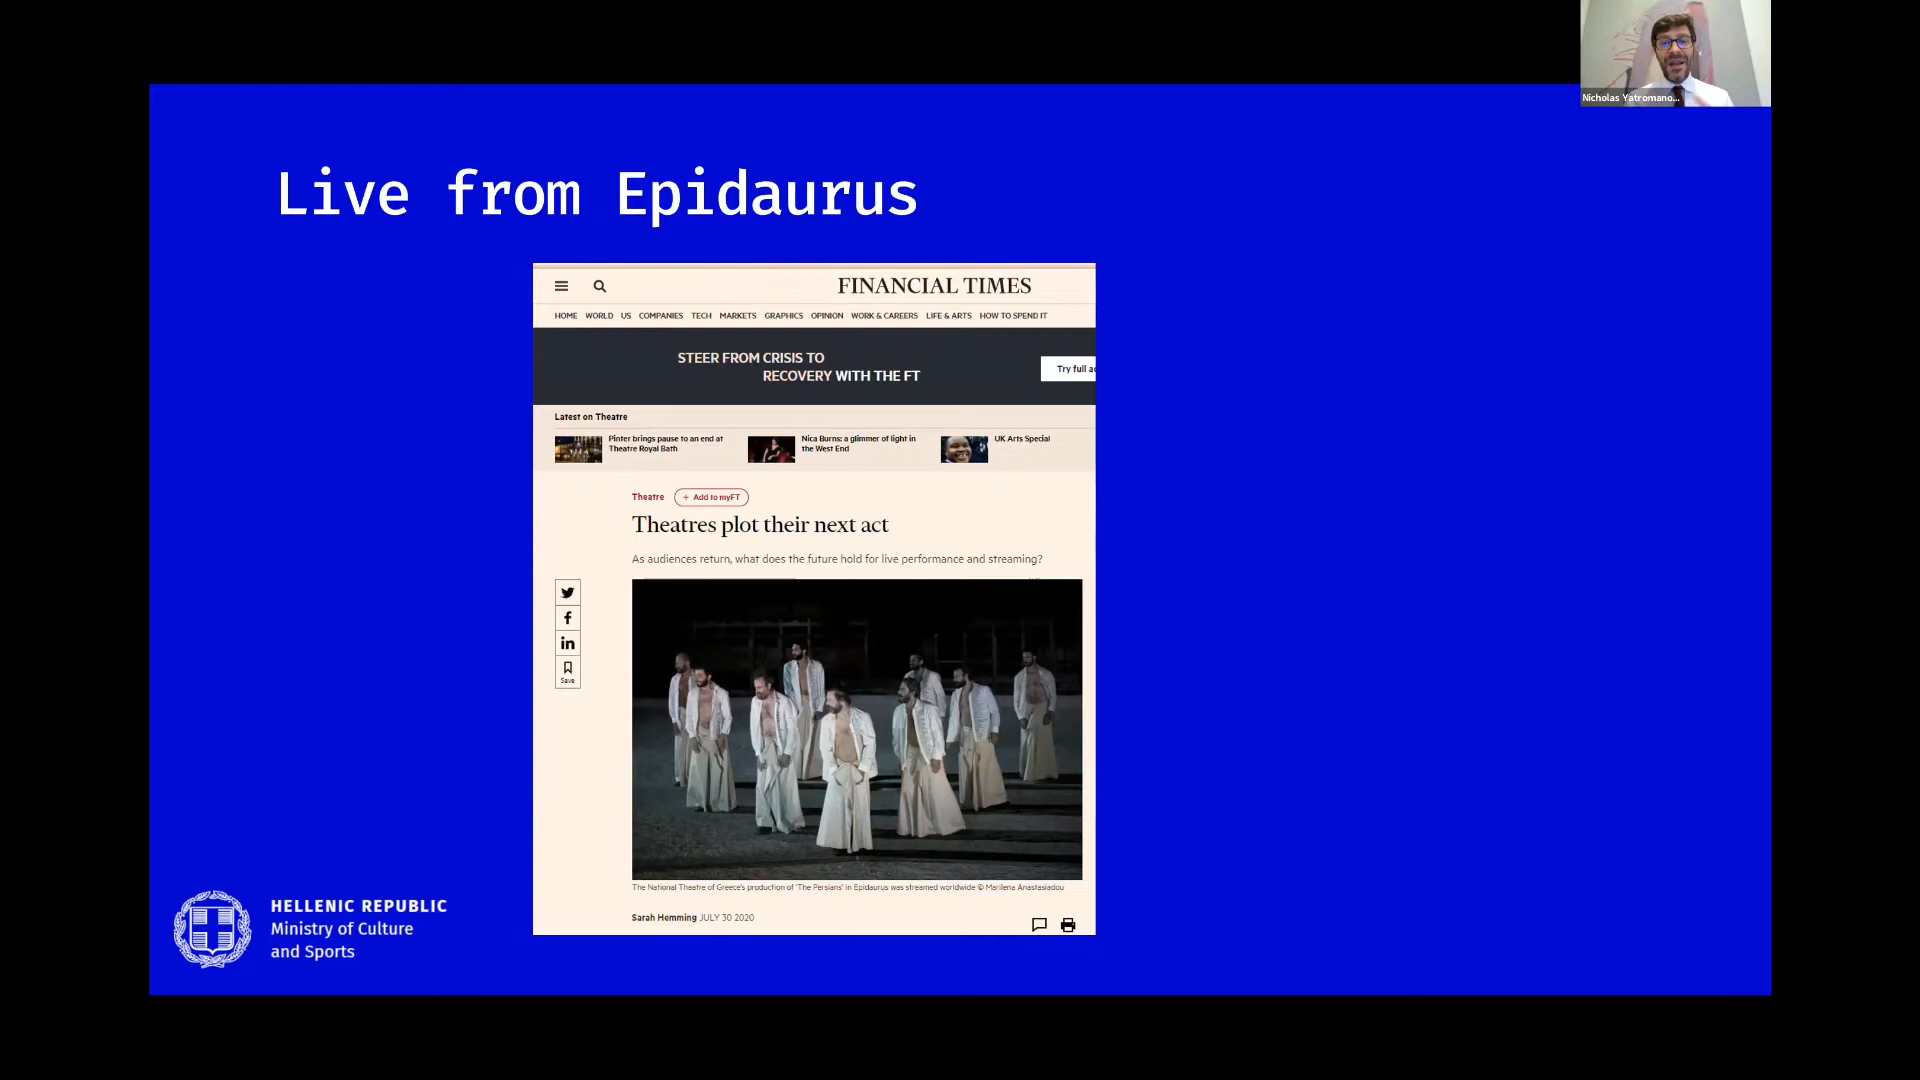 Nicholas Yatromano...
Live from Epidaurus
FINANCIAL TIMES
HOME WORLD US COMPANIES TECH MARKETS GRAPHICS OPINION WORK & CAREERS LIFE & ARTS HOW TO SPEND IT
STEER FROM CRISIS TO
RECOVERY WITH THE FT
Try full ac
Latest on Theatre
Pinter brings pause to an end at
Theatre Royal Bath
Nica Burns: a glimmer of light in
the West End
UK Arts Special
Theatre + Add to myFT
Theatres plot their next act
As audiences return, what does the future hold for live performance and streaming?
Save
The National Theatre of Greece's production of 'The Persians' in Epidaurus was streamed worldwide © Marilena Anastasiadou
Sarah Hemming JULY 30 2020
HELLENIC REPUBLIC
Ministry of Culture
and Sports